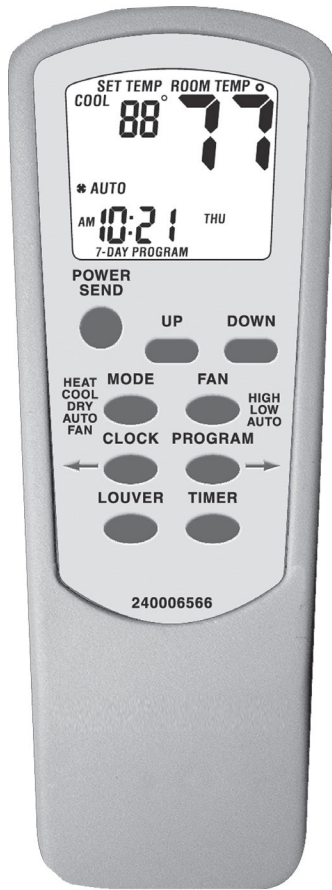 SET TEMP ROOM TEMP
COOL 88° 77
AUTO
AM 10:21 THU
7-DAY PROGRAM
POWER
SEND
UP DOWN
MODE FAN
HEAT
COOL
DRY
AUTO
FAN
HIGH
LOW
AUTO
CLOCK PROGRAM
LOUVER TIMER
240006566